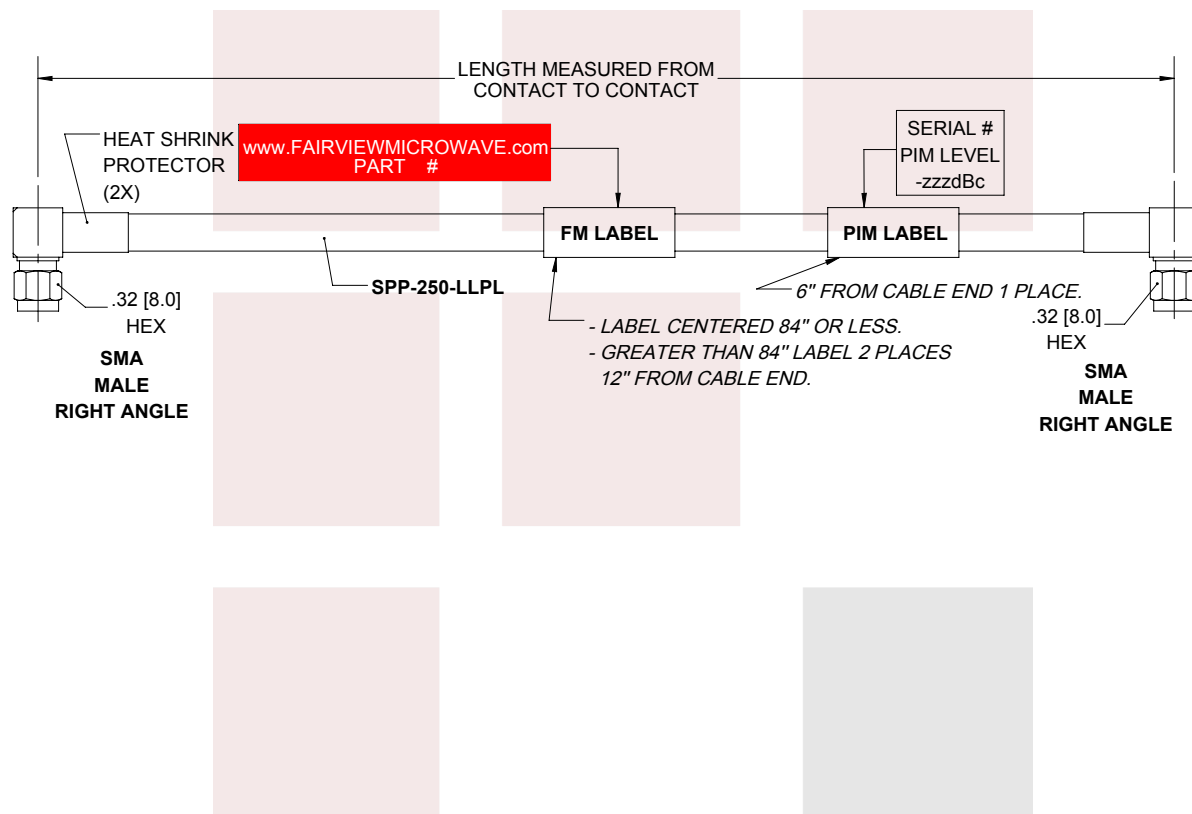 LENGTH MEASURED FROM
CONTACT TO CONTACT
HEAT SHRINK
PROTECTOR
(2X)
www.FAIRVIEWMICROWAVE.com
PART #
SERIAL #
PIM LEVEL
-zzzdBc
FM LABEL
PIM LABEL
SPP-250-LLPL
6" FROM CABLE END 1 PLACE.
.32 [8.0]
HEX
SMA
MALE
RIGHT ANGLE
- LABEL CENTERED 84" OR LESS.
- GREATER THAN 84" LABEL 2 PLACES
12" FROM CABLE END.
.32 [8.0]
HEX
SMA
MALE
RIGHT ANGLE